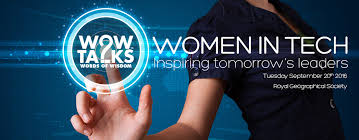 WOW
TALKS
WORDS OF WISDOM
WOMEN IN TECH
Inspiring tomorrow's leaders
Tuesday September 20th 2016
Royal Geographical Society